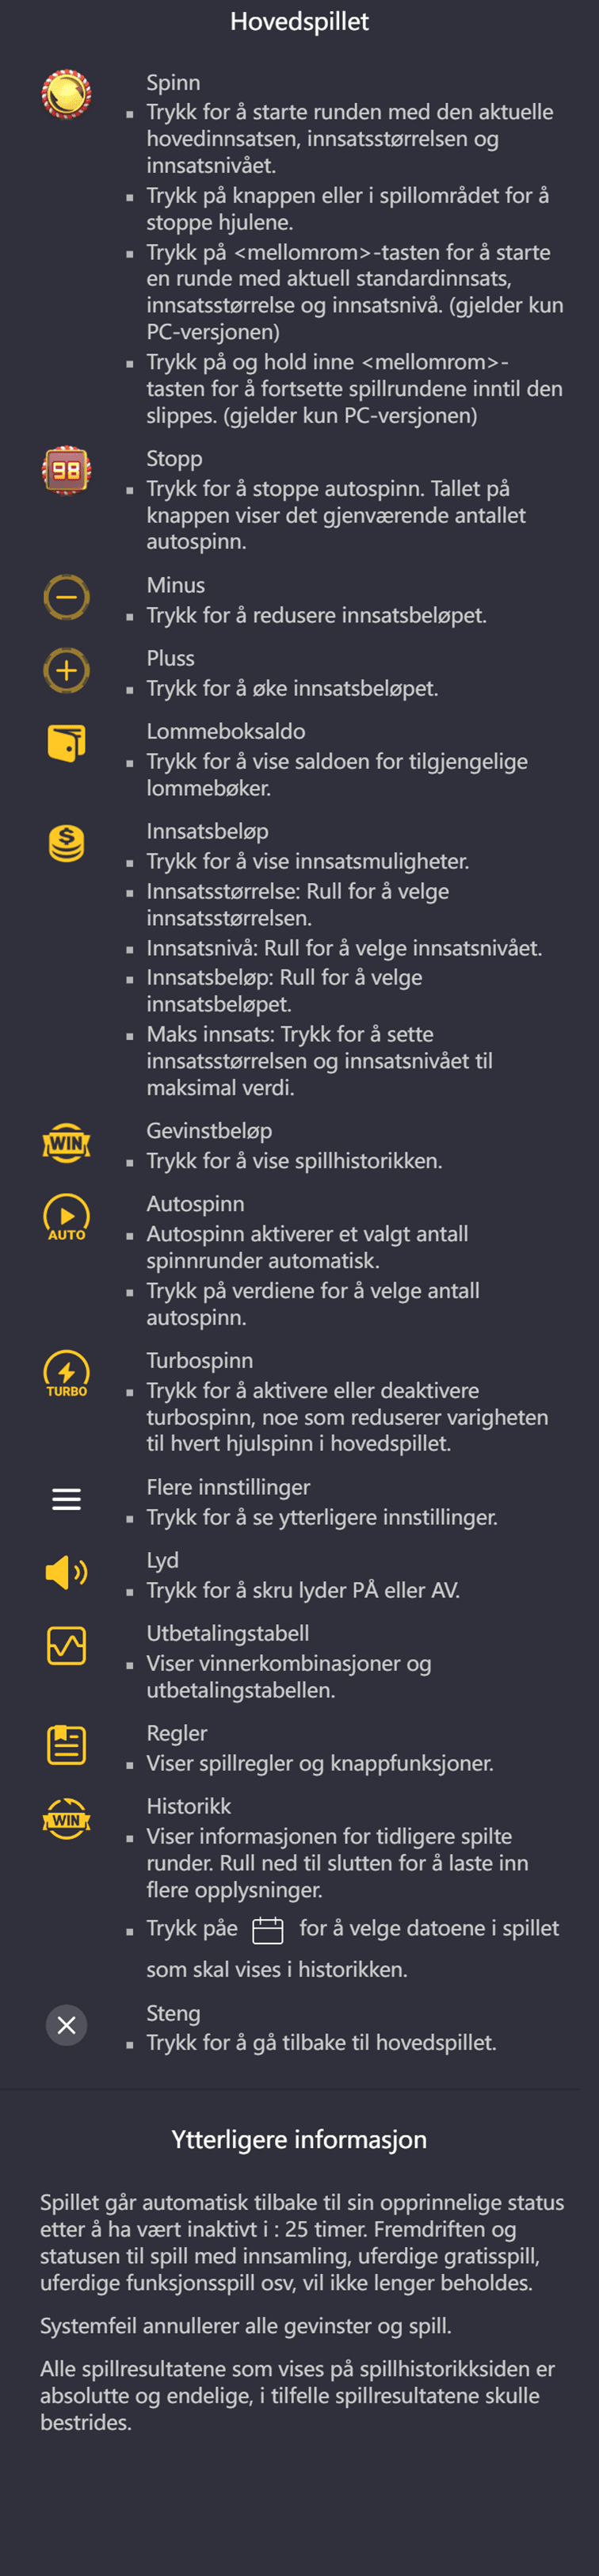 Hovedspillet
Spinn
▪ Trykk for å starte runden med den aktuelle
hovedinnsatsen, innsatsstørrelsen og
innsatsnivået.
▪ Trykk på knappen eller i spillområdet for å
stoppe hjulene.
▪ Trykk på <mellomrom>-tasten for å starte
en runde med aktuell standardinnsats,
innsatsstørrelse og innsatsnivå. (gjelder kun
PC-versjonen)
▪ Trykk på og hold inne <mellomrom>-
tasten for å fortsette spillrundene inntil den
slippes. (gjelder kun PC-versjonen)
98
Stopp
▪ Trykk for å stoppe autospinn. Tallet på
knappen viser det gjenværende antallet
autospinn.
Minus
▪ Trykk for å redusere innsatsbeløpet.
Pluss
▪ Trykk for å øke innsatsbeløpet.
Lommeboksaldo
▪ Trykk for å vise saldoen for tilgjengelige
lommebøker.
$
Innsatsbeløp
▪ Trykk for å vise innsatsmuligheter.
▪ Innsatsstørrelse: Rull for å velge
innsatsstørrelsen.
▪ Innsatsnivå: Rull for å velge innsatsnivået.
▪ Innsatsbeløp: Rull for å velge
innsatsbeløpet.
▪ Maks innsats: Trykk for å sette
innsatsstørrelsen og innsatsnivået til
maksimal verdi.
WIN
Gevinstbeløp
▪ Trykk for å vise spillhistorikken.
AUTO
Autospinn
▪ Autospinn aktiverer et valgt antall
spinnrunder automatisk.
▪ Trykk på verdiene for å velge antall
autospinn.
TURBO
Turbospinn
▪ Trykk for å aktivere eller deaktivere
turbospinn, noe som reduserer varigheten
til hvert hjulspinn i hovedspillet.
Flere innstillinger
▪ Trykk for å se ytterligere innstillinger.
Lyd
▪ Trykk for å skru lyder PÅ eller AV.
Utbetalingstabell
▪ Viser vinnerkombinasjoner og
utbetalingstabellen.
Regler
▪ Viser spillregler og knappfunksjoner.
WIN
Historikk
▪ Viser informasjonen for tidligere spilte
runder. Rull ned til slutten for å laste inn
flere opplysninger.
▪ Trykk påe for å velge datoene i spillet
som skal vises i historikken.
Steng
▪ Trykk for å gå tilbake til hovedspillet.
Ytterligere informasjon
Spillet går automatisk tilbake til sin opprinnelige status
etter å ha vært inaktivt i : 25 timer. Fremdriften og
statusen til spill med innsamling, uferdige gratisspill,
uferdige funksjonsspill osv, vil ikke lenger beholdes.
Systemfeil annullerer alle gevinster og spill.
Alle spillresultatene som vises på spillhistorikksiden er
absolutte og endelige, i tilfelle spillresultatene skulle
bestrides.